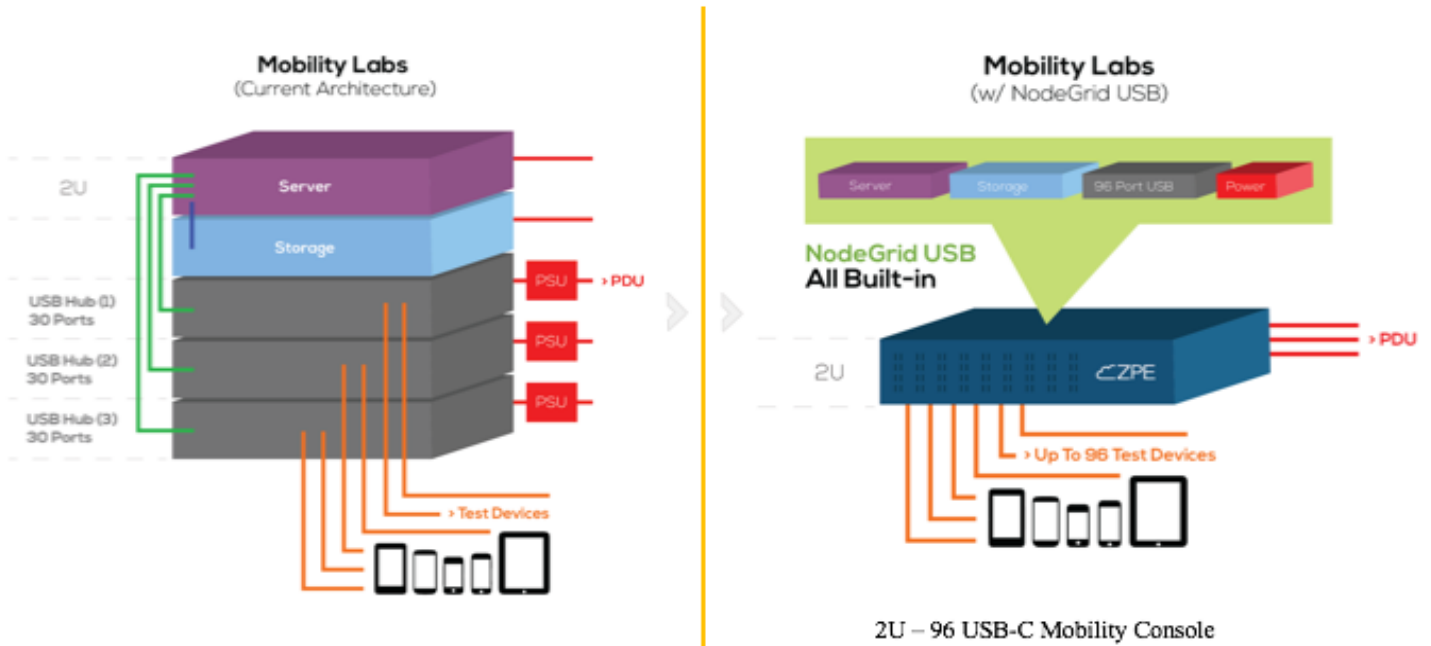 Mobility Labs
(Current Architecture)
2U
Server
Storage
USB Hub (1)
30 Ports
USB Hub (2)
30 Ports
USB Hub (3)
30 Ports
PSU
> PDU
PSU
PSU
> Test Devices
Mobility Labs
(w/ NodeGrid USB)
Server
Storage
96 Port USB
Power
NodeGrid USB
All Built-in
2U
ZPE
> PDU
> Up To 96 Test Devices
2U – 96 USB-C Mobility Console